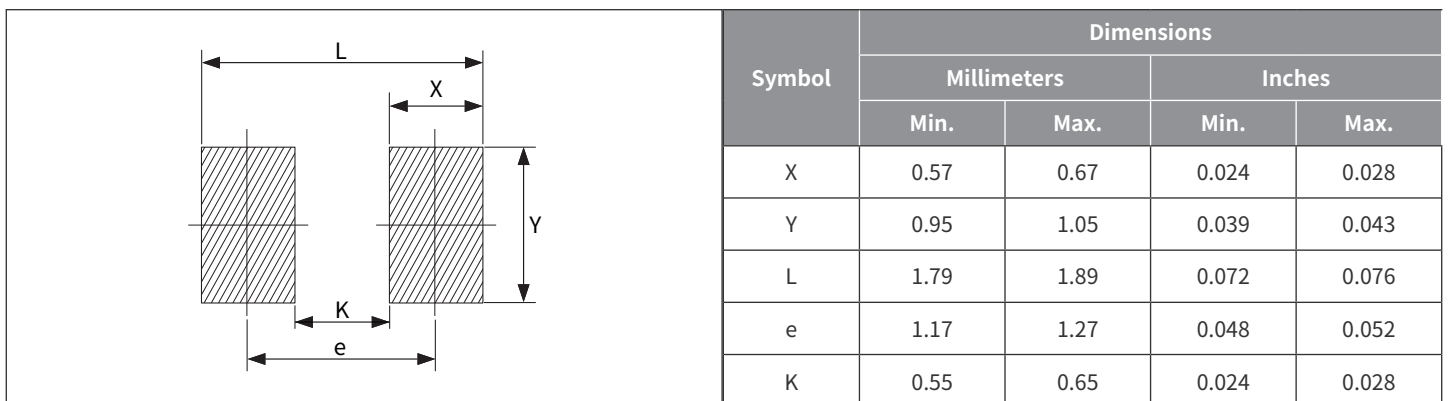 L
X
Y
K
e
Dimensions
Symbol Millimeters Inches
Min. Max. Min. Max.
X 0.57 0.67 0.024 0.028
Y 0.95 1.05 0.039 0.043
L 1.79 1.89 0.072 0.076
e 1.17 1.27 0.048 0.052
K 0.55 0.65 0.024 0.028